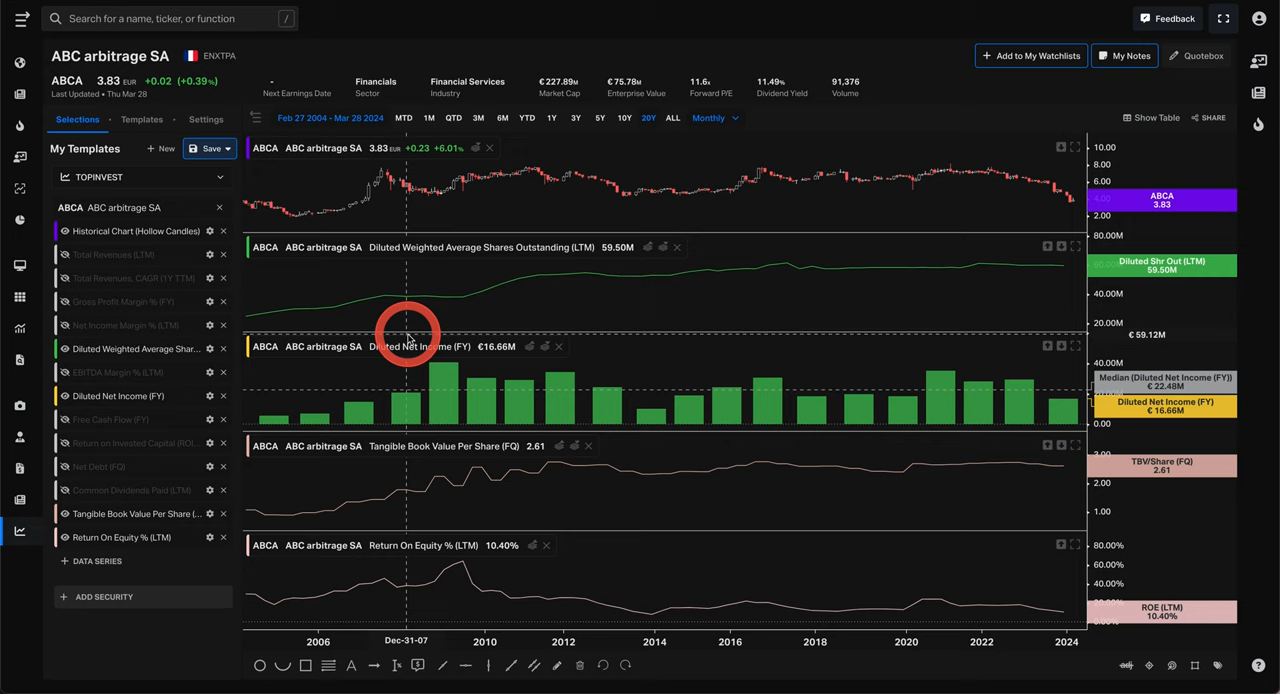 Search for a name, ticker, or function /
Feedback
ABC arbitrage SA ENXTPA
+ Add to My Watchlists
My Notes
Quotebox
ABCA 3.83 EUR +0.02 (+0.39%)
Last Updated • Thu Mar 28
-
Next Earnings Date
Financials
Sector
Financial Services
Industry
€227.89M
Market Cap
€75.78M
Enterprise Value
11.6x
Forward P/E
11.49%
Dividend Yield
91,376
Volume
Selections • Templates • Settings
Feb 27 2004 - Mar 28 2024 MTD 1M QTD 3M 6M YTD 1Y 3Y 5Y 10Y 20Y ALL Monthly
Show Table SHARE
My Templates + New Save
TOPINVEST
ABCA ABC arbitrage SA
Historical Chart (Hollow Candles)
Total Revenues (LTM)
Total Revenues, CAGR (1Y TTM)
Gross Profit Margin % (FY)
Net Income Margin % (LTM)
Diluted Weighted Average Shar...
EBITDA Margin % (LTM)
Diluted Net Income (FY)
Free Cash Flow (FY)
Return on Invested Capital (ROI...
Net Debt (FQ)
Common Dividends Paid (LTM)
Tangible Book Value Per Share (...
Return On Equity % (LTM)
+ DATA SERIES
+ ADD SECURITY
ABCA ABC arbitrage SA 3.83 EUR +0.23 +6.01%
10.00
8.00
6.00
4.00
ABCA
3.83
2.00
ABCA ABC arbitrage SA Diluted Weighted Average Shares Outstanding (LTM) 59.50M
80.00M
Diluted Shr Out (LTM)
59.50M
40.00M
20.00M
€ 59.12M
ABCA ABC arbitrage SA Diluted Net Income (FY) €16.66M
40.00M
Median (Diluted Net Income (FY))
€ 22.48M
Diluted Net Income (FY)
€ 16.66M
0.00
ABCA ABC arbitrage SA Tangible Book Value Per Share (FQ) 2.61
3.00
TBV/Share (FQ)
2.61
2.00
1.00
ABCA ABC arbitrage SA Return On Equity % (LTM) 10.40%
80.00%
60.00%
40.00%
20.00%
ROE (LTM)
10.40%
0.00%
2006 Dec-31-07 2010 2012 2014 2016 2018 2020 2022 2024